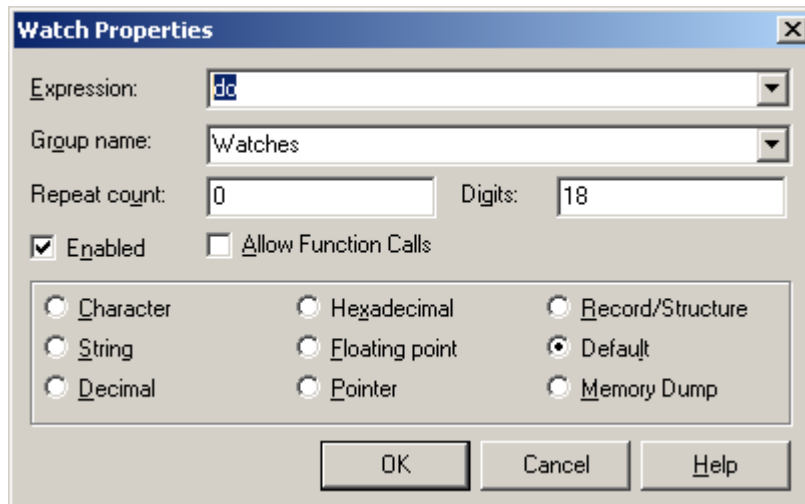 Watch Properties
Expression: do
Group name: Watches
Repeat count: 0 Digits: 18
Enabled Allow Function Calls
Character Hexadecimal Record/Structure
String Floating point Default
Decimal Pointer Memory Dump
OK Cancel Help